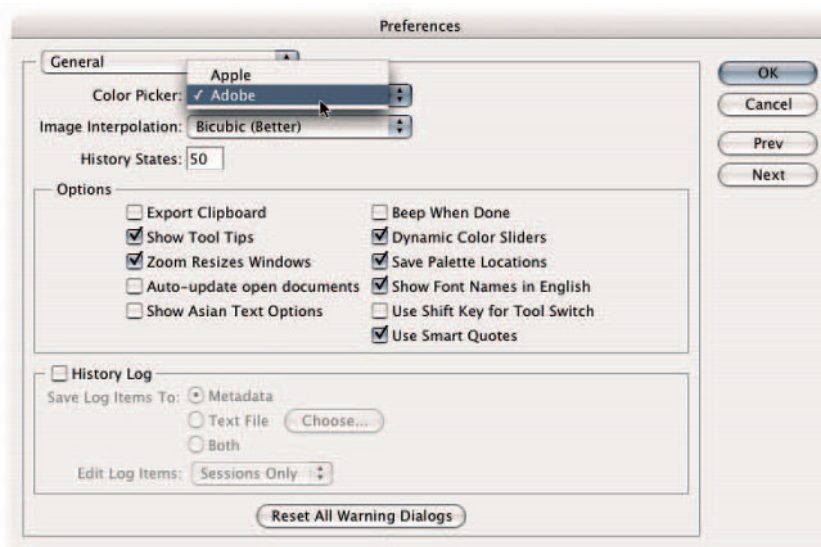 Preferences
General
Apple
Color Picker: ✓ Adobe
Image Interpolation: Bicubic (Better)
History States: 50
OK
Cancel
Prev
Next
Options
Export Clipboard
Show Tool Tips
Zoom Resizes Windows
Auto-update open documents
Show Asian Text Options
Beep When Done
Dynamic Color Sliders
Save Palette Locations
Show Font Names in English
Use Shift Key for Tool Switch
Use Smart Quotes
History Log
Save Log Items To: Metadata
Text File Choose...
Both
Edit Log Items: Sessions Only
Reset All Warning Dialogs